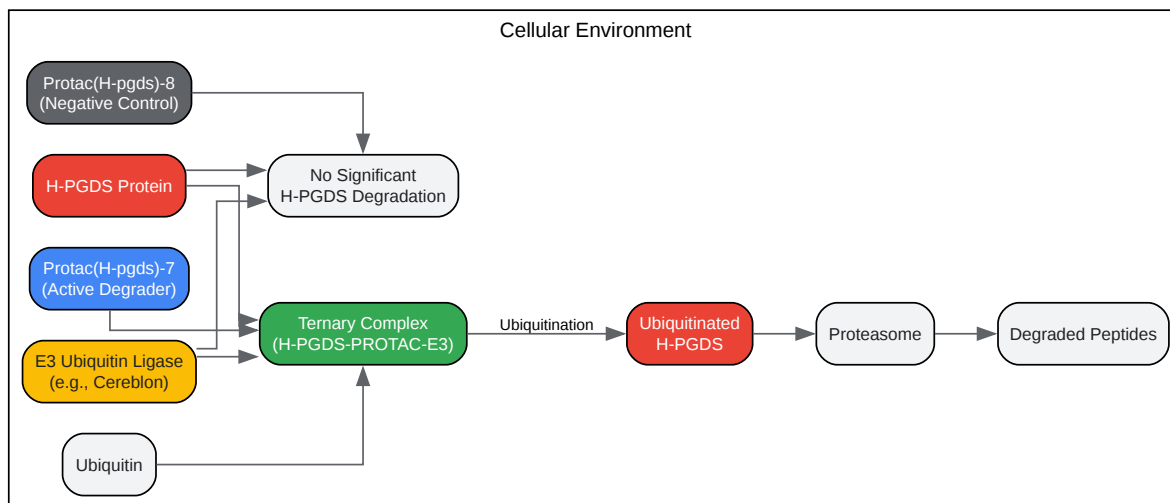 Cellular Environment
Protac(H-pgds)-8
(Negative Control)
H-PGDS Protein
No Significant
H-PGDS Degradation
Protac(H-pgds)-7
(Active Degrader)
E3 Ubiquitin Ligase
(e.g., Cereblon)
Ubiquitin
Ternary Complex
(H-PGDS-PROTAC-E3)
Ubiquitination
Ubiquitinated
H-PGDS
Proteasome
Degraded Peptides